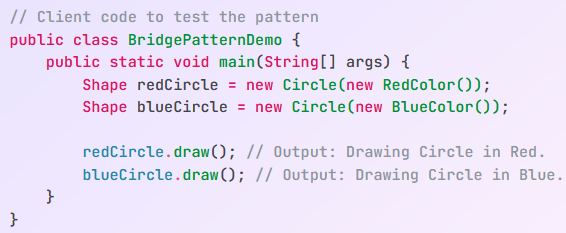 // Client code to test the pattern
public class BridgePatternDemo {
    public static void main(String[] args) {
        Shape redCircle = new Circle(new RedColor());
        Shape blueCircle = new Circle(new BlueColor());

        redCircle.draw(); // Output: Drawing Circle in Red.
        blueCircle.draw(); // Output: Drawing Circle in Blue.
    }
}